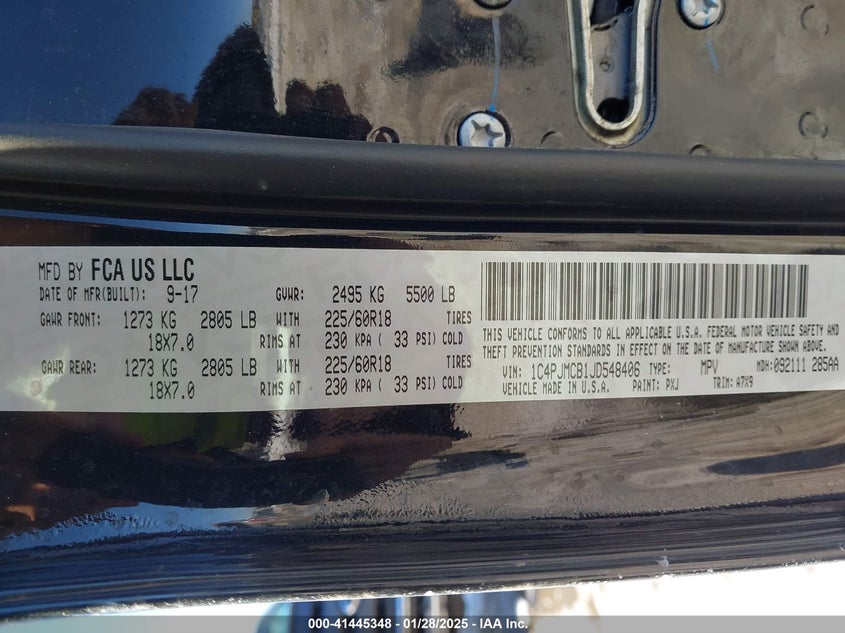 MFD BY FCA US LLC
DATE OF MFR(BUILT): 9-17 GVWR: 2495 KG 5500 LB
GAWR FRONT: 1273 KG 2805 LB WITH 225/60R18 TIRES
18X7.0 RIMS AT 230 KPA ( 33 PSI) COLD
GAWR REAR: 1273 KG 2805 LB WITH 225/60R18 TIRES
18X7.0 RIMS AT 230 KPA ( 33 PSI) COLD
THIS VEHICLE CONFORMS TO ALL APPLICABLE U.S.A. FEDERAL MOTOR VEHICLE SAFETY AND
THEFT PREVENTION STANDARDS IN EFFECT ON THE DATE OF MANUFACTURE SHOWN ABOVE.
VIN: 1C4PJMCB1JD548406 TYPE: MPV MDH: 092111 285AA
VEHICLE MADE IN U.S.A. PAINT: PXJ TRIM: A7X9
000-41445348 | 01/28/2025 - IAA Inc.